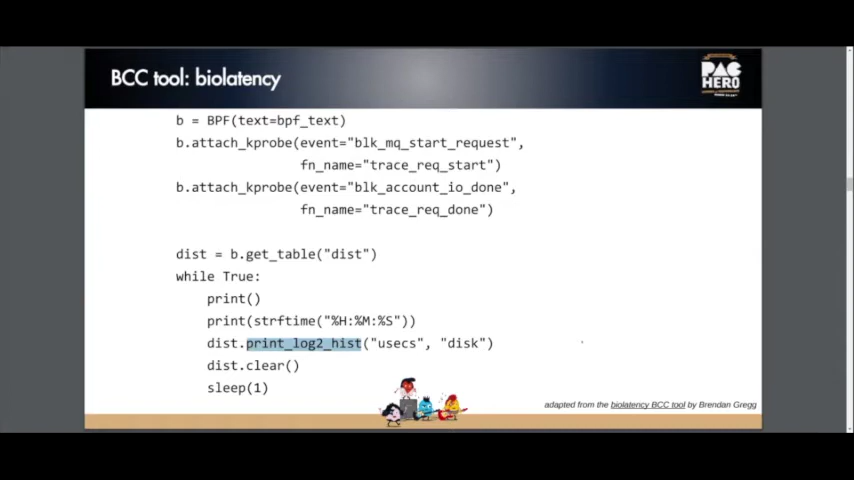 BCC tool: biolatency
PAC
HERO
b = BPF(text=bpf_text)
b.attach_kprobe(event="blk_mq_start_request",
fn_name="trace_req_start")
b.attach_kprobe(event="blk_account_io_done",
fn_name="trace_req_done")
dist = b.get_table("dist")
while True:
print()
print(strftime("%H:%M:%S"))
dist.print_log2_hist("usecs", "disk")
dist.clear()
sleep(1)
adapted from the biolatency BCC tool by Brendan Gregg